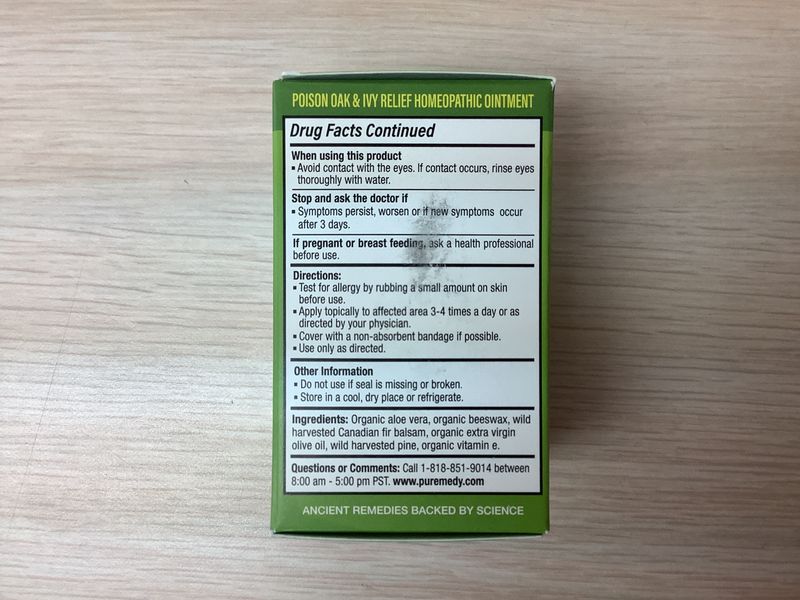 POISON OAK & IVY RELIEF HOMEOPATHIC OINTMENT
Drug Facts Continued
When using this product
▪ Avoid contact with the eyes. If contact occurs, rinse eyes
thoroughly with water.
Stop and ask the doctor if
▪ Symptoms persist, worsen or if new symptoms occur
after 3 days.
If pregnant or breast feeding, ask a health professional
before use.
Directions:
▪ Test for allergy by rubbing a small amount on skin
before use.
▪ Apply topically to affected area 3-4 times a day or as
directed by your physician.
▪ Cover with a non-absorbent bandage if possible.
▪ Use only as directed.
Other Information
▪ Do not use if seal is missing or broken.
▪ Store in a cool, dry place or refrigerate.
Ingredients: Organic aloe vera, organic beeswax, wild
harvested Canadian fir balsam, organic extra virgin
olive oil, wild harvested pine, organic vitamin e.
Questions or Comments: Call 1-818-851-9014 between
8:00 am - 5:00 pm PST. www.puremedy.com
ANCIENT REMEDIES BACKED BY SCIENCE